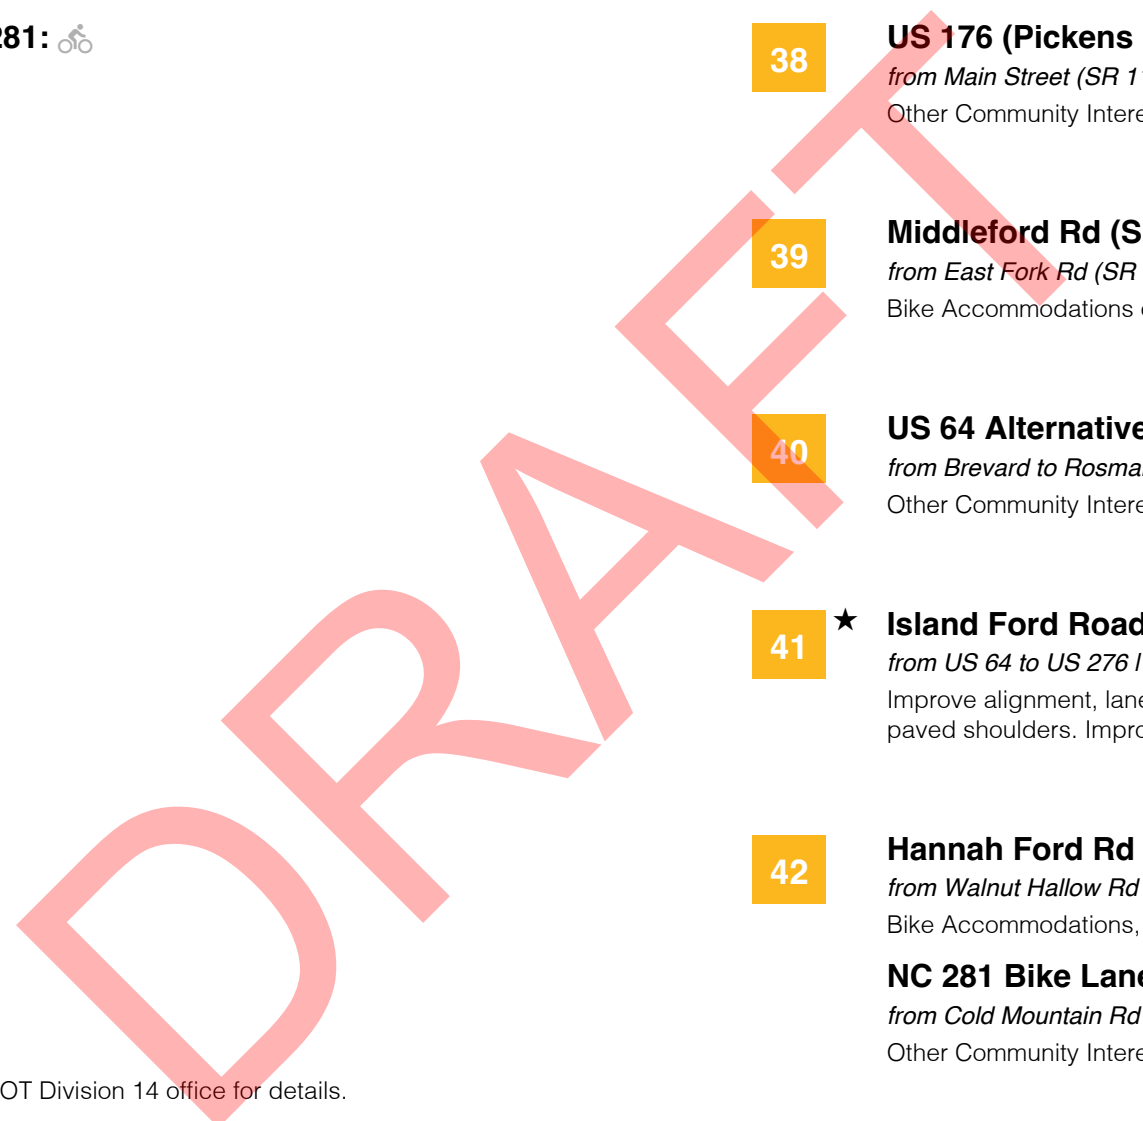 281:
38
US 176 (Pickens
from Main Street (SR 1
Other Community Intere
39
Middleford Rd (S
from East Fork Rd (SR
Bike Accommodations
40
US 64 Alternative
from Brevard to Rosma
Other Community Intere
41 ★ Island Ford Road
from US 64 to US 276
Improve alignment, lane
paved shoulders. Impro
42
Hannah Ford Rd
from Walnut Hallow Rd
Bike Accommodations,
NC 281 Bike Lane
from Cold Mountain Rd
Other Community Intere
OT Division 14 office for details.
DRAFT